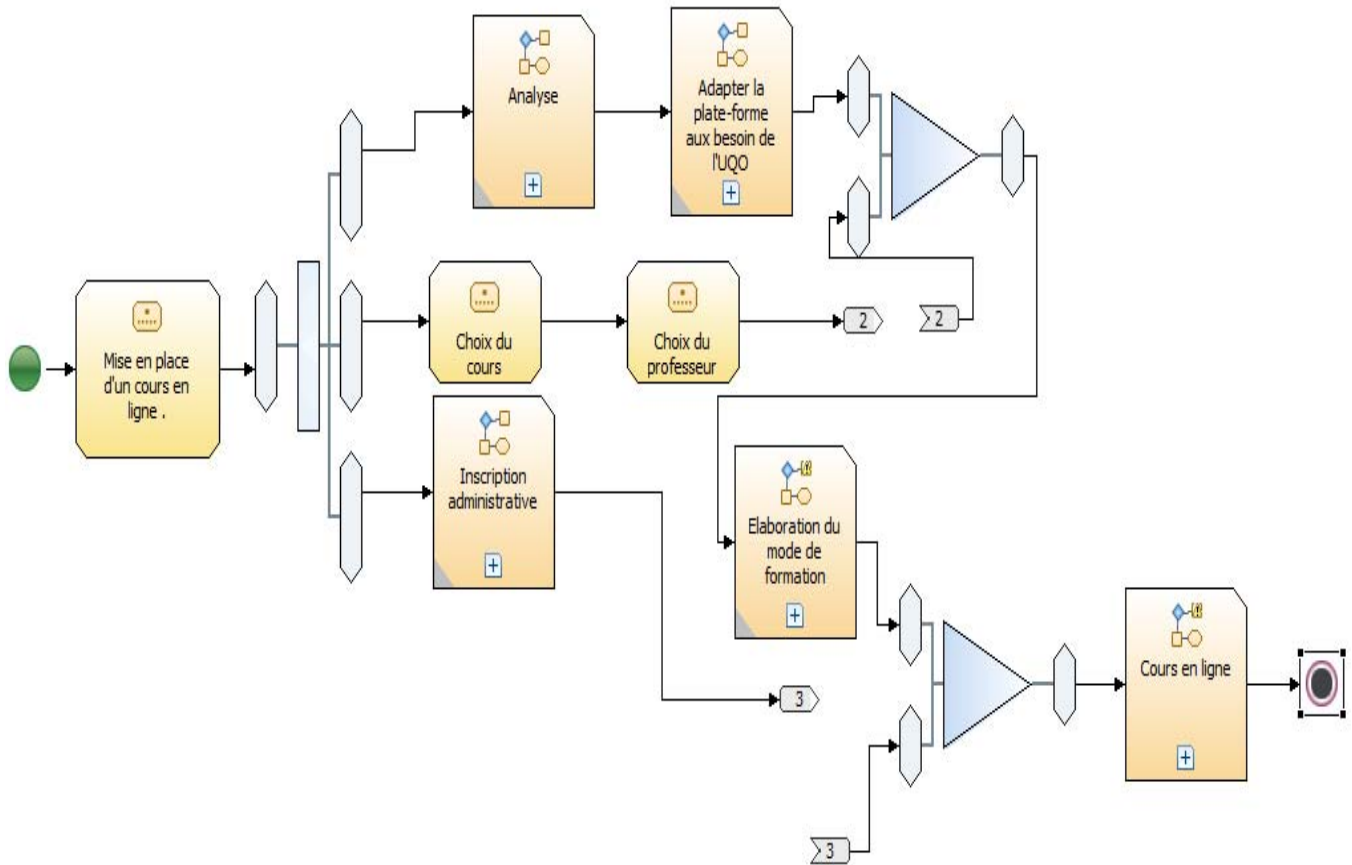 Analyse
Adapter la
plate-forme
aux besoin de
l'UQO
Mise en place
d'un cours en
ligne .
Choix du
cours
Choix du
professeur
2
2
Inscription
administrative
Elaboration du
mode de
formation
3
Cours en ligne
3